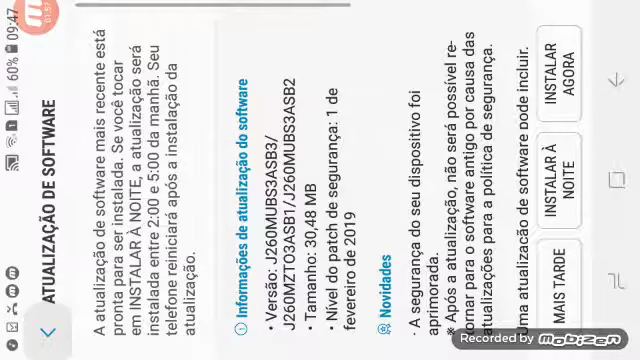 09:47
60%
01:57
ATUALIZAÇÃO DE SOFTWARE
A atualização de software mais recente está
pronta para ser instalada. Se você tocar
em INSTALAR À NOITE, a atualização será
instalada entre 2:00 e 5:00 da manhã. Seu
telefone reiniciará após a instalação da
atualização.
Informações de atualização do software
• Versão: J260MUBS3ASB3/
J260MZTO3ASB1/J260MUBS3ASB2
• Tamanho: 30,48 MB
• Nível do patch de segurança: 1 de
fevereiro de 2019
Novidades
· A segurança do seu dispositivo foi
aprimorada.
* Após a atualização, não será possível re-
tornar para o software antigo por causa das
atualizações para a política de segurança.
Uma atualização de software pode incluir.
MAIS TARDE
INSTALAR À
NOITE
INSTALAR
AGORA
Recorded by mobizen